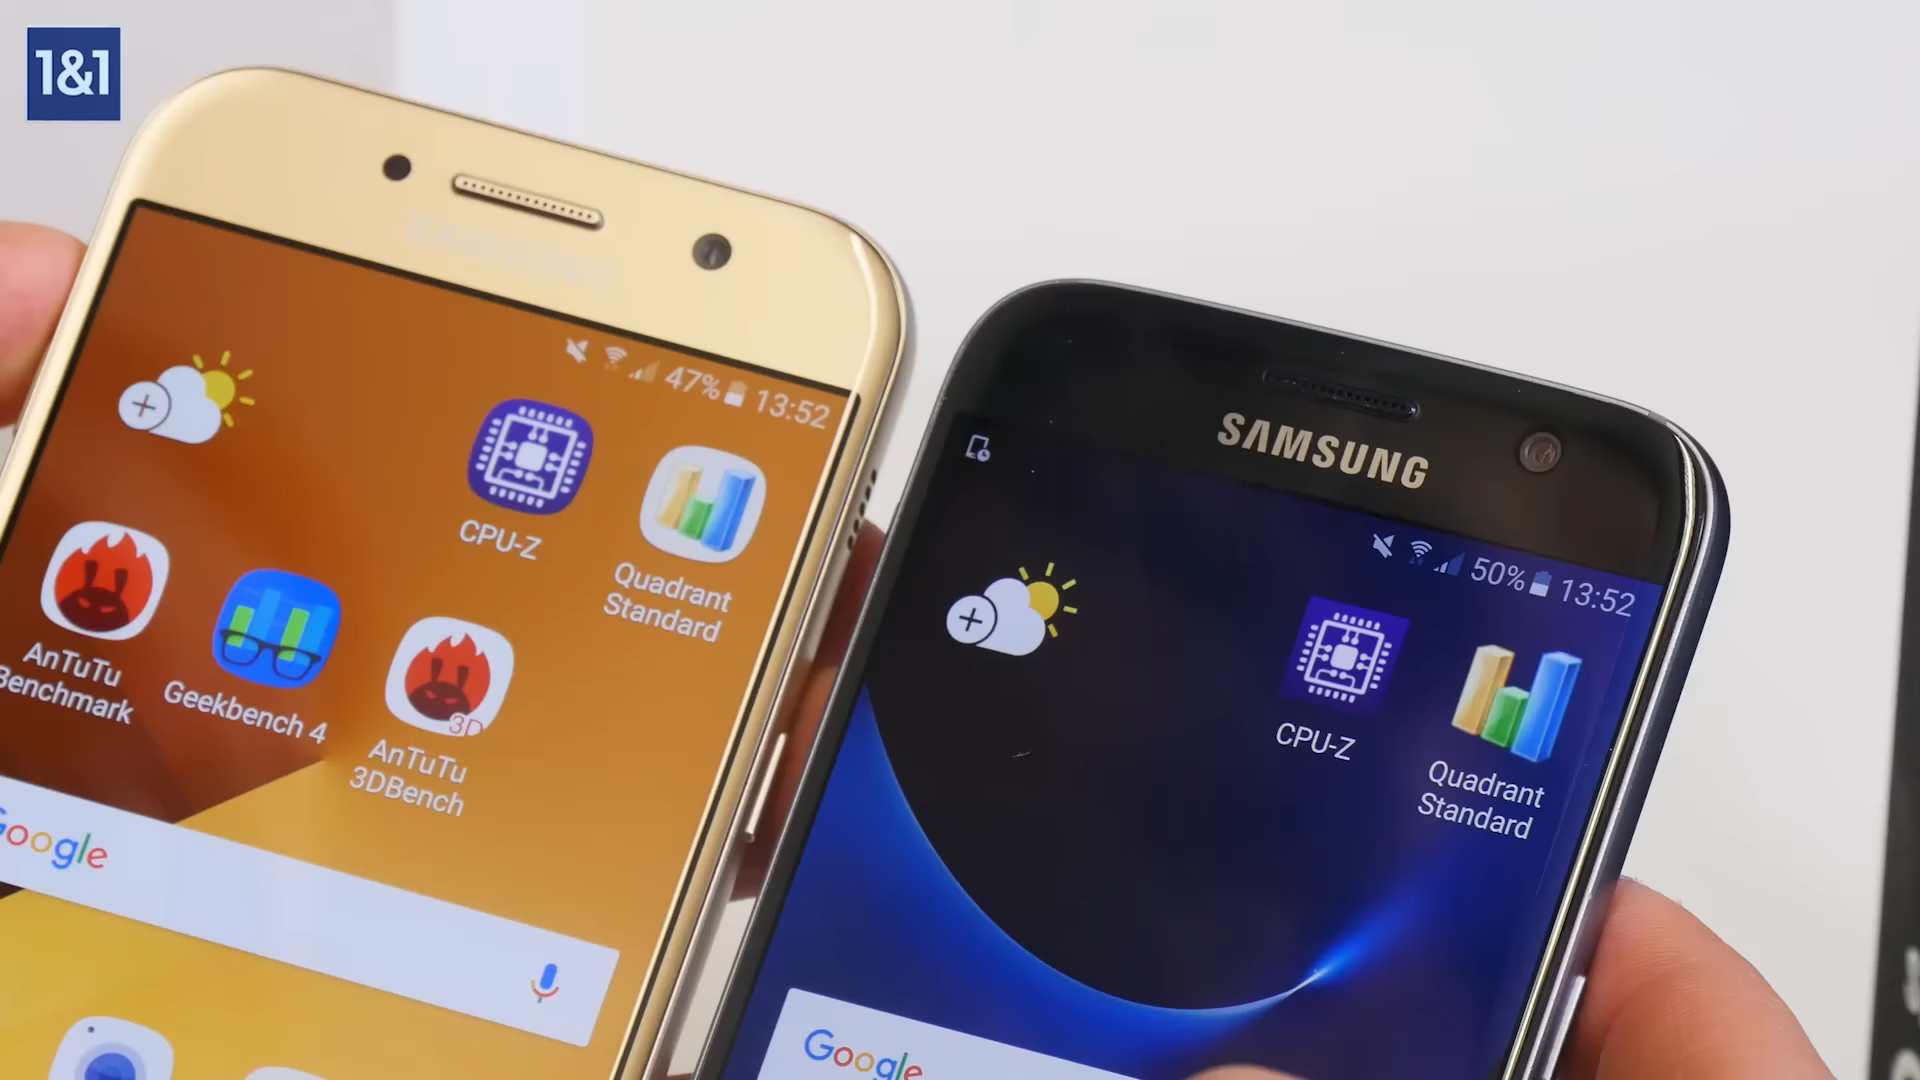 1&1
SAMSUNG
47% 13:52
CPU-Z
Quadrant
Standard
AnTuTu
Benchmark
Geekbench 4
3D
AnTuTu
3DBench
Google
SAMSUNG
50% 13:52
CPU-Z
Quadrant
Standard
Google